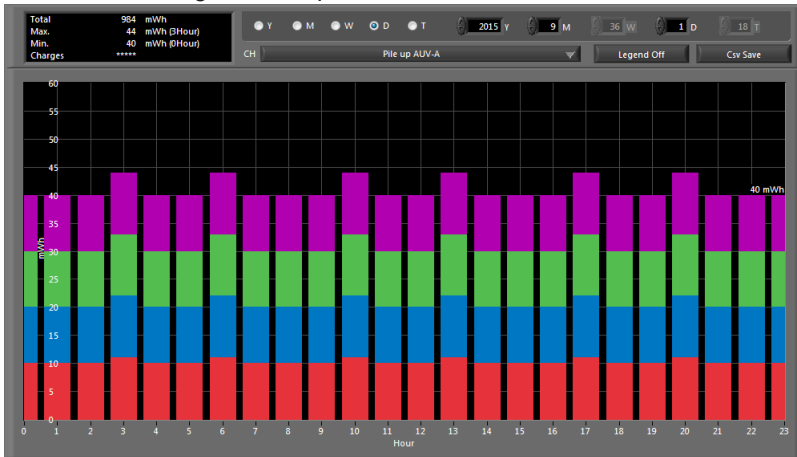 Total 984 mWh
Max. 44 mWh (3Hour)
Min. 40 mWh (0Hour)
Charges *****
Y M W D T 2015 Y 9 M 36 W 1 D 18 T
CH Pile up AUV-A Legend Off Csv Save
60
55
50
45
40
35
30
25
20
15
10
5
0
mWh
40 mWh
0 1 2 3 4 5 6 7 8 9 10 11 12 13 14 15 16 17 18 19 20 21 22 23
Hour